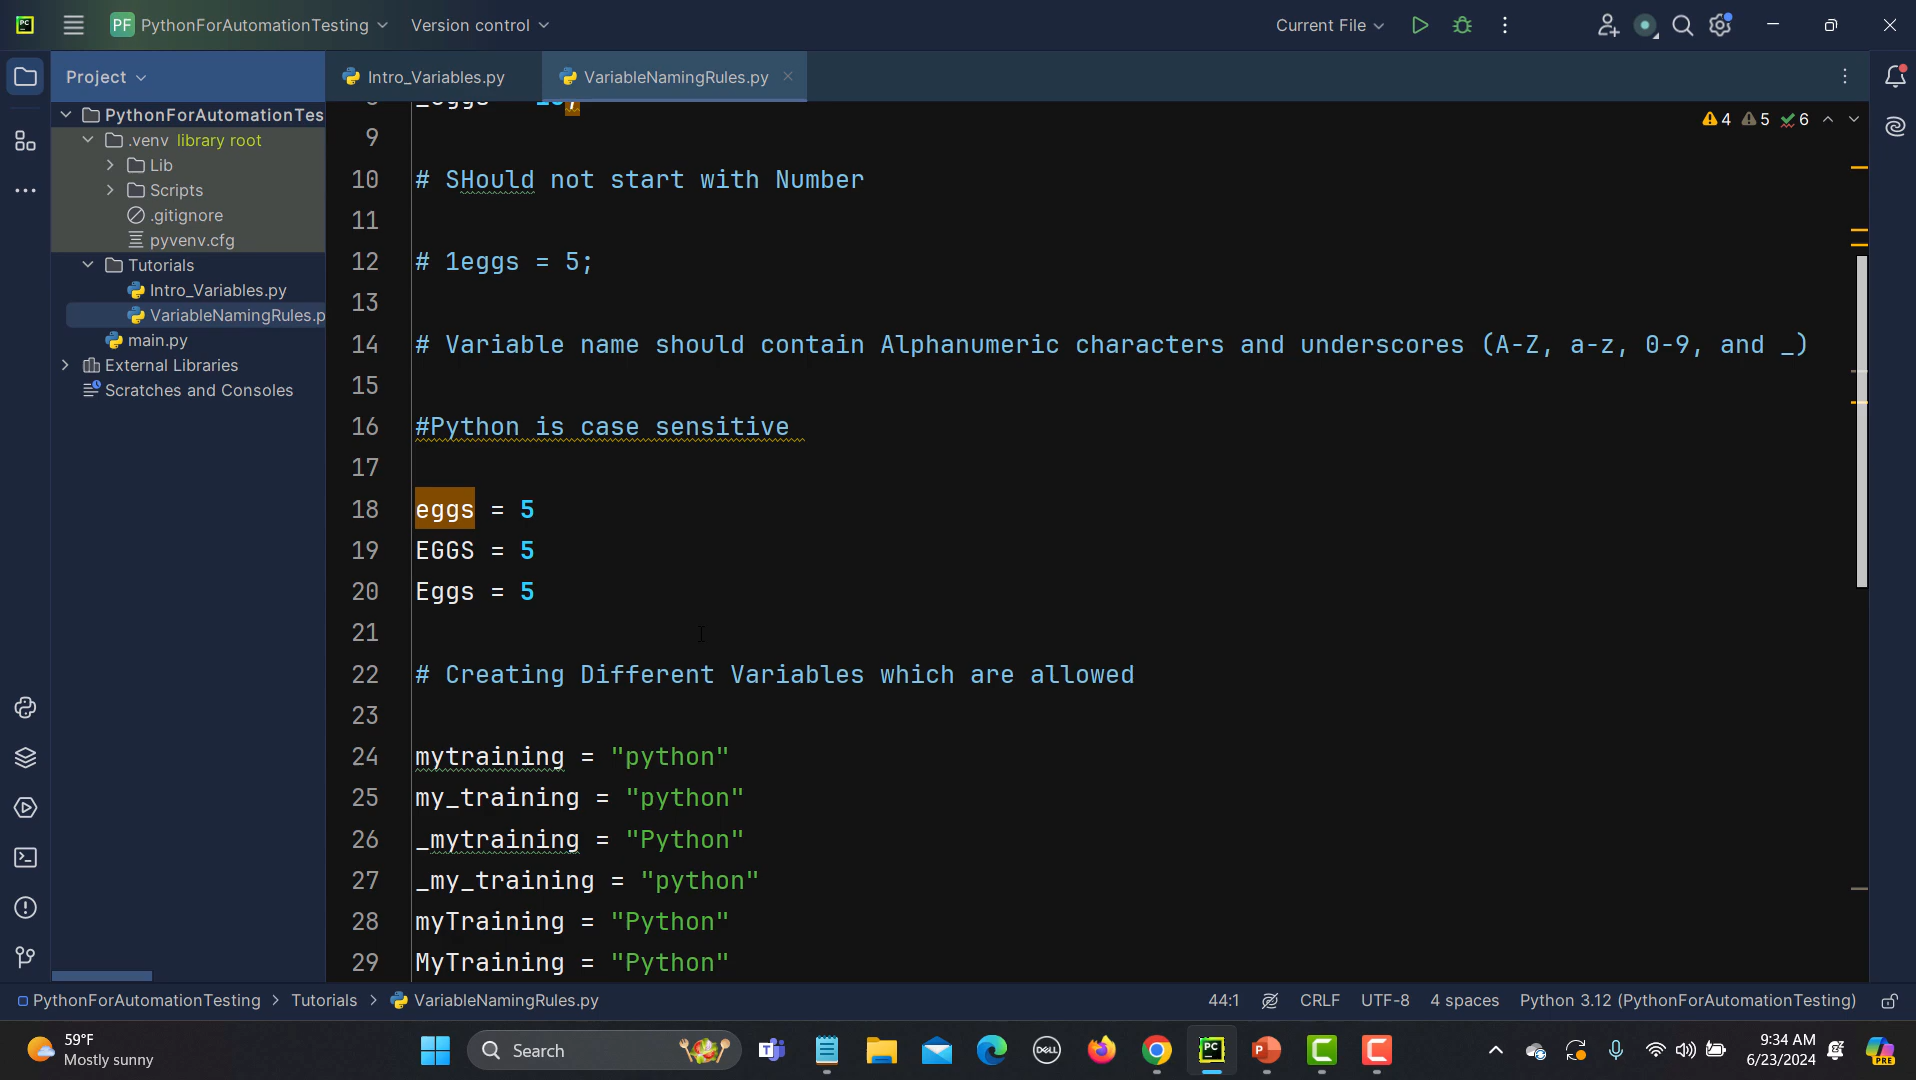 PC
PF PythonForAutomationTesting
Version control
Current File
Project
Intro_Variables.py
VariableNamingRules.py
PythonForAutomationTes
.venv library root
Lib
Scripts
.gitignore
pyvenv.cfg
Tutorials
Intro_Variables.py
VariableNamingRules.p
main.py
External Libraries
Scratches and Consoles
4 5 6
9
10 # SHould not start with Number
11
12 # 1eggs = 5;
13
14 # Variable name should contain Alphanumeric characters and underscores (A-Z, a-z, 0-9, and _)
15
16 #Python is case sensitive
17
18 eggs = 5
19 EGGS = 5
20 Eggs = 5
21
22 # Creating Different Variables which are allowed
23
24 mytraining = "python"
25 my_training = "python"
26 _mytraining = "Python"
27 _my_training = "python"
28 myTraining = "Python"
29 MyTraining = "Python"
PythonForAutomationTesting > Tutorials > VariableNamingRules.py
44:1 CRLF UTF-8 4 spaces Python 3.12 (PythonForAutomationTesting)
59°F
Mostly sunny
Search
DELL
9:34 AM
6/23/2024
PRE